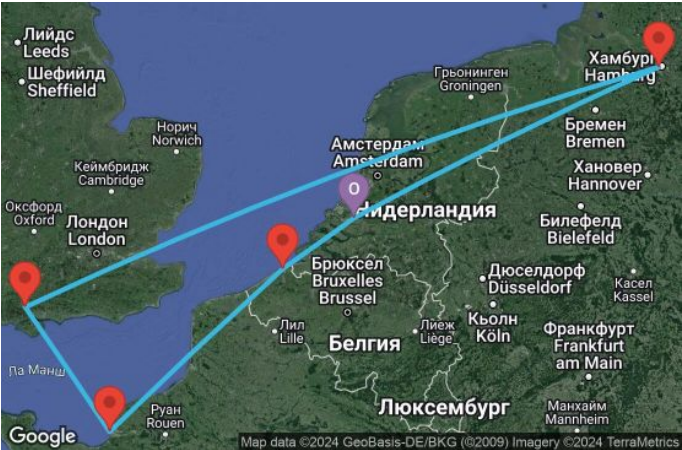 Лийдс
Leeds
Шефийлд
Sheffield
Норич
Norwich
Кеймбридж
Cambridge
Оксфорд
Oxford
Лондон
London
Грьонинген
Groningen
Хамбург
Hamburg
Бремен
Bremen
Амстердам
Amsterdam
Хановер
Hannover
O
Нидерландия
Билефелд
Bielefeld
Брюксел
Bruxelles
Brussel
Дюселдорф
Düsseldorf
Касел
Kassel
Лил
Lille
Лиеж
Liège
Кьолн
Köln
Белгия
Франкфурт
Frankfurt
am Main
Ла Манш
Люксембург
Манхайм
Mannheim
Руан
Rouen
Google
Map data ©2024 GeoBasis-DE/BKG (©2009) Imagery ©2024 TerraMetrics